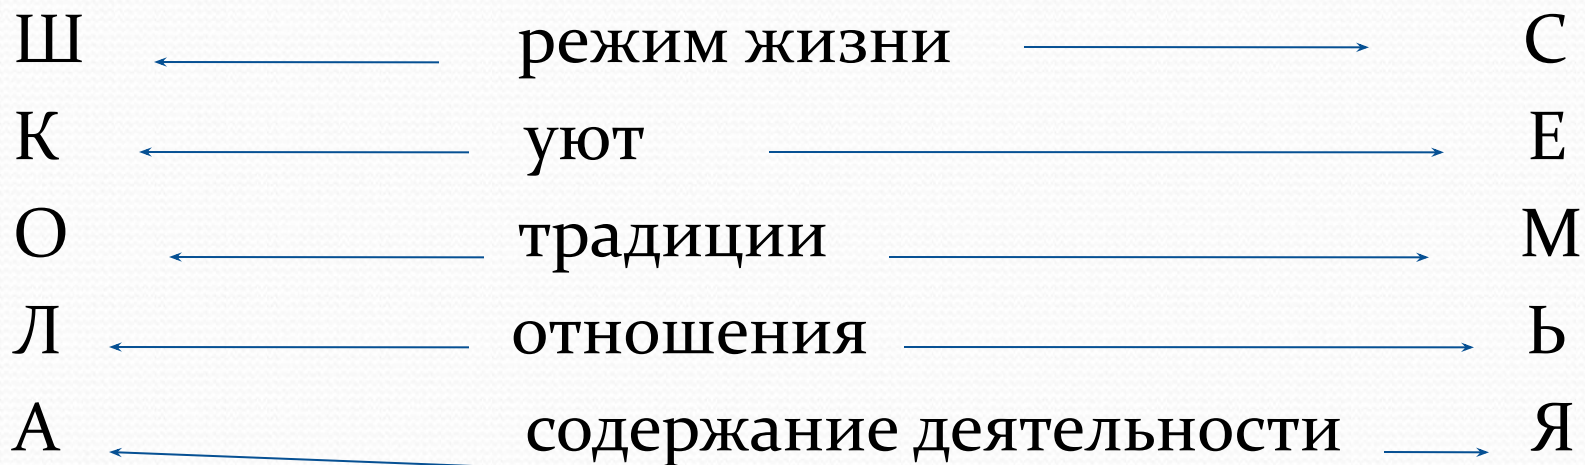 Ш режим жизни С
К уют Е
О традиции М
Л отношения Ь
А содержание деятельности Я